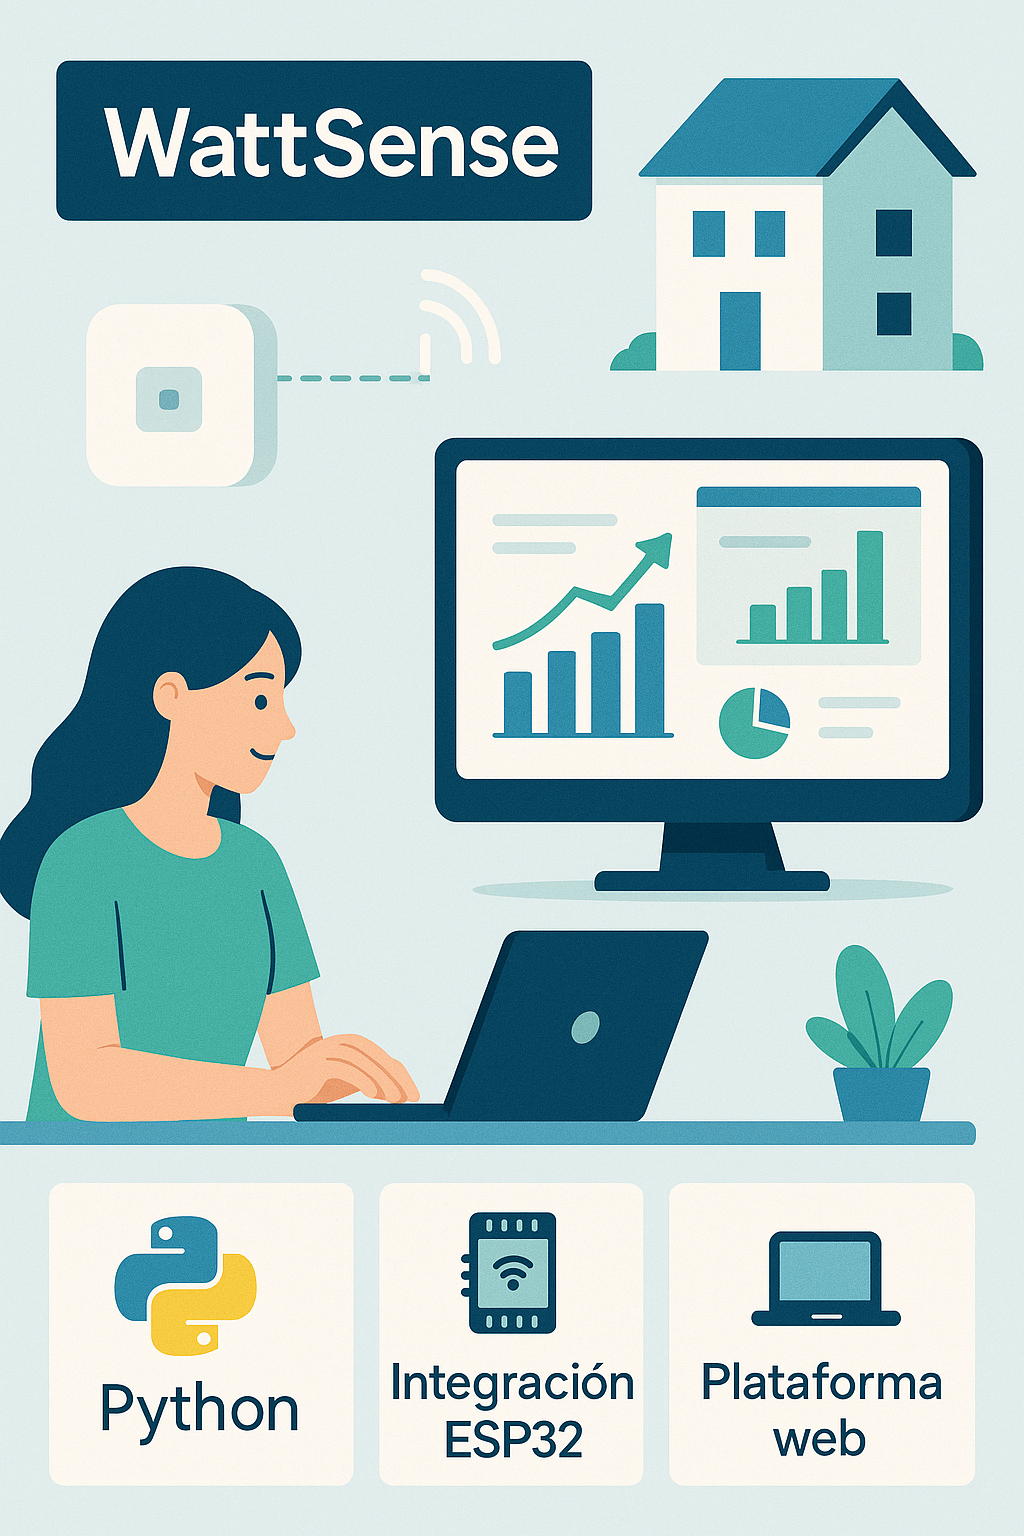 WattSense
Python
Integración
ESP32
Plataforma
web